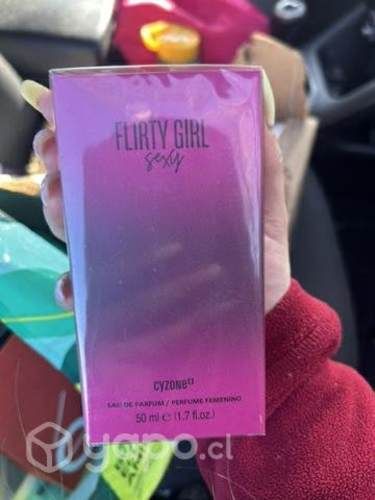 FLIRTY GIRL
sexy
cyzone
EAU DE PARFUM / PERFUME FEMENINO
50 ml e (1.7 fl.oz.)
yapo.cl